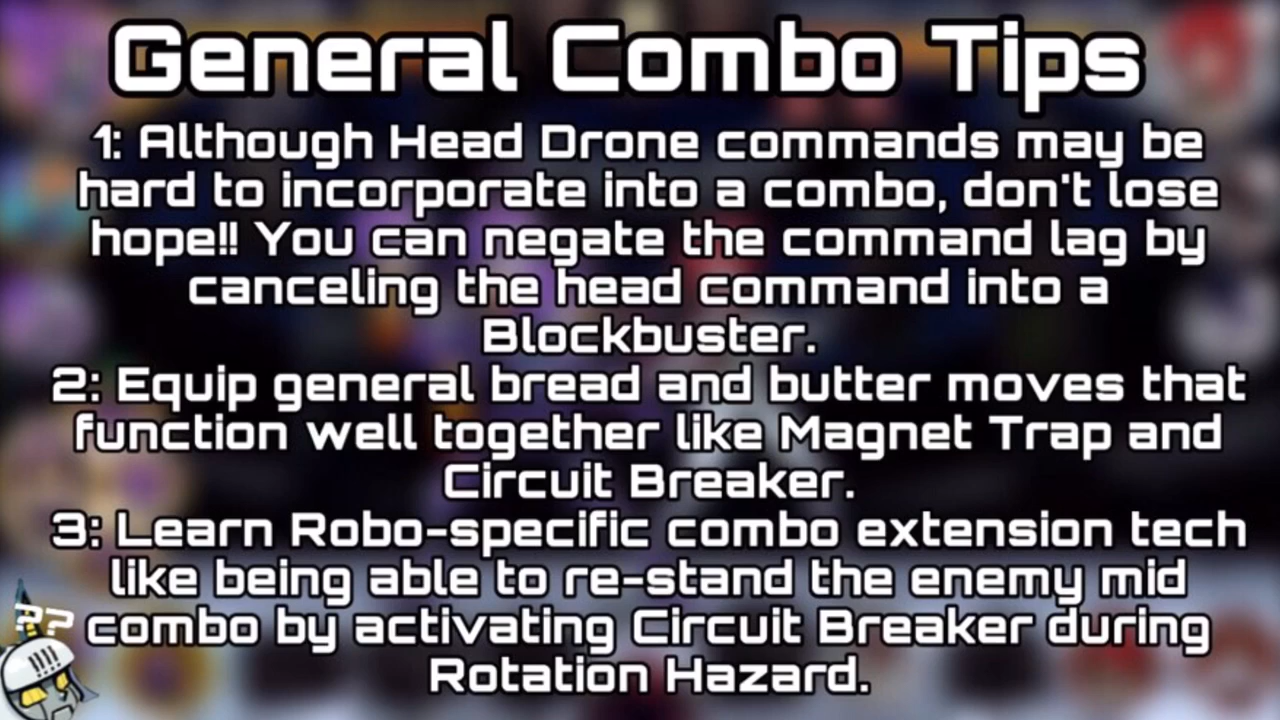 General Combo Tips
1: Although Head Drone commands may be
hard to incorporate into a combo, don't lose
hope!! You can negate the command lag by
canceling the head command into a
Blockbuster.
2: Equip general bread and butter moves that
function well together like Magnet Trap and
Circuit Breaker.
3: Learn Robo-specific combo extension tech
like being able to re-stand the enemy mid
combo by activating Circuit Breaker during
Rotation Hazard.
??
!!!!